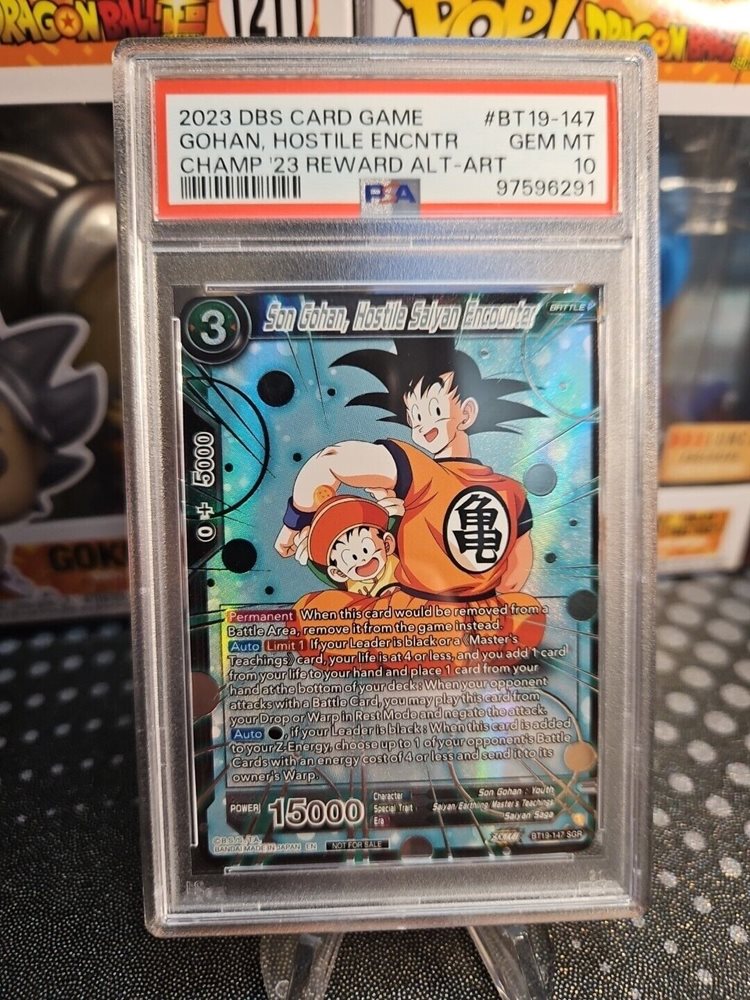 DRAGONBALL
1211
POP!
DRAGONBALL
2023 DBS CARD GAME #BT19-147
GOHAN, HOSTILE ENCNTR GEM MT
CHAMP '23 REWARD ALT-ART 10
PSA 97596291
3 Son Gohan, Hostile Saiyan Encounter BATTLE
0+ 5000
亀
GOK
Permanent When this card would be removed from a
Battle Area, remove it from the game instead.
Auto Limit 1 If your Leader is black or a 《Master's
Teachings》 card, your life is at 4 or less, and you add 1 card
from your life to your hand and place 1 card from your
hand at the bottom of your deck: When your opponent
attacks with a Battle Card, you may play this card from
your Drop or Warp in Rest Mode and negate the attack.
Auto , if your Leader is black: When this card is added
to your Z-Energy, choose up to 1 of your opponent's Battle
Cards with an energy cost of 4 or less and send it to its
owner's Warp.
POWER 15000
Character Son Gohan : Youth
Special Trait Saiyan/Earthling, Master's Teachings
Era Saiyan Saga
©B.S./S.,T.A.
BANDAI MADE IN JAPAN EN NOT FOR SALE BT19-147 SGR